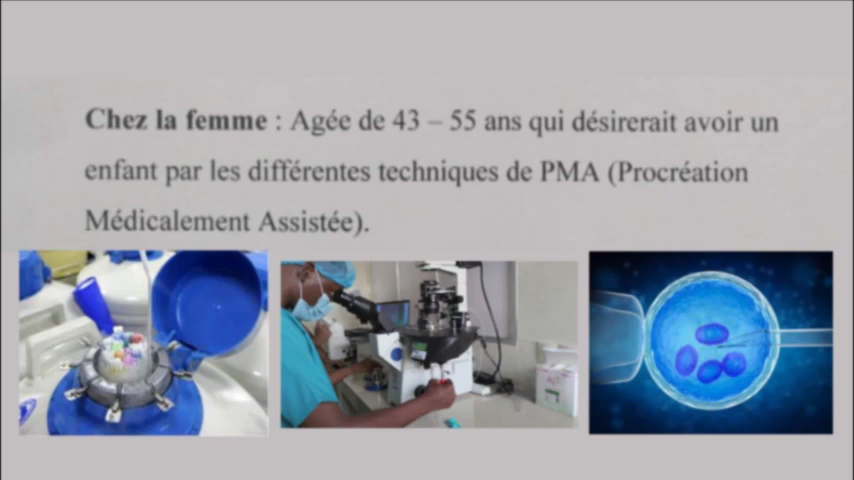 Chez la femme : Agée de 43 – 55 ans qui désirerait avoir un
enfant par les différentes techniques de PMA (Procréation
Médicalement Assistée).